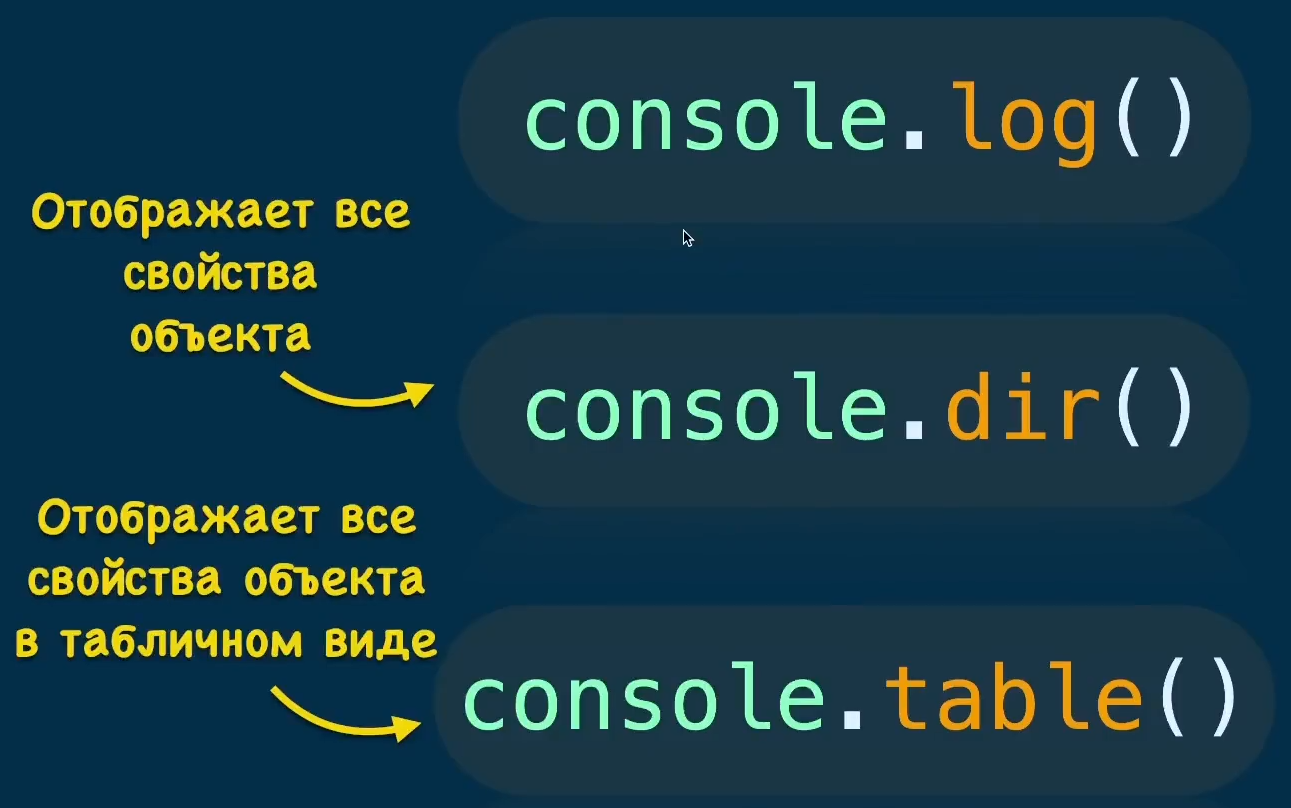 console.log()
Отображает все
свойства
объекта
console.dir()
Отображает все
свойства объекта
в табличном виде
console.table()